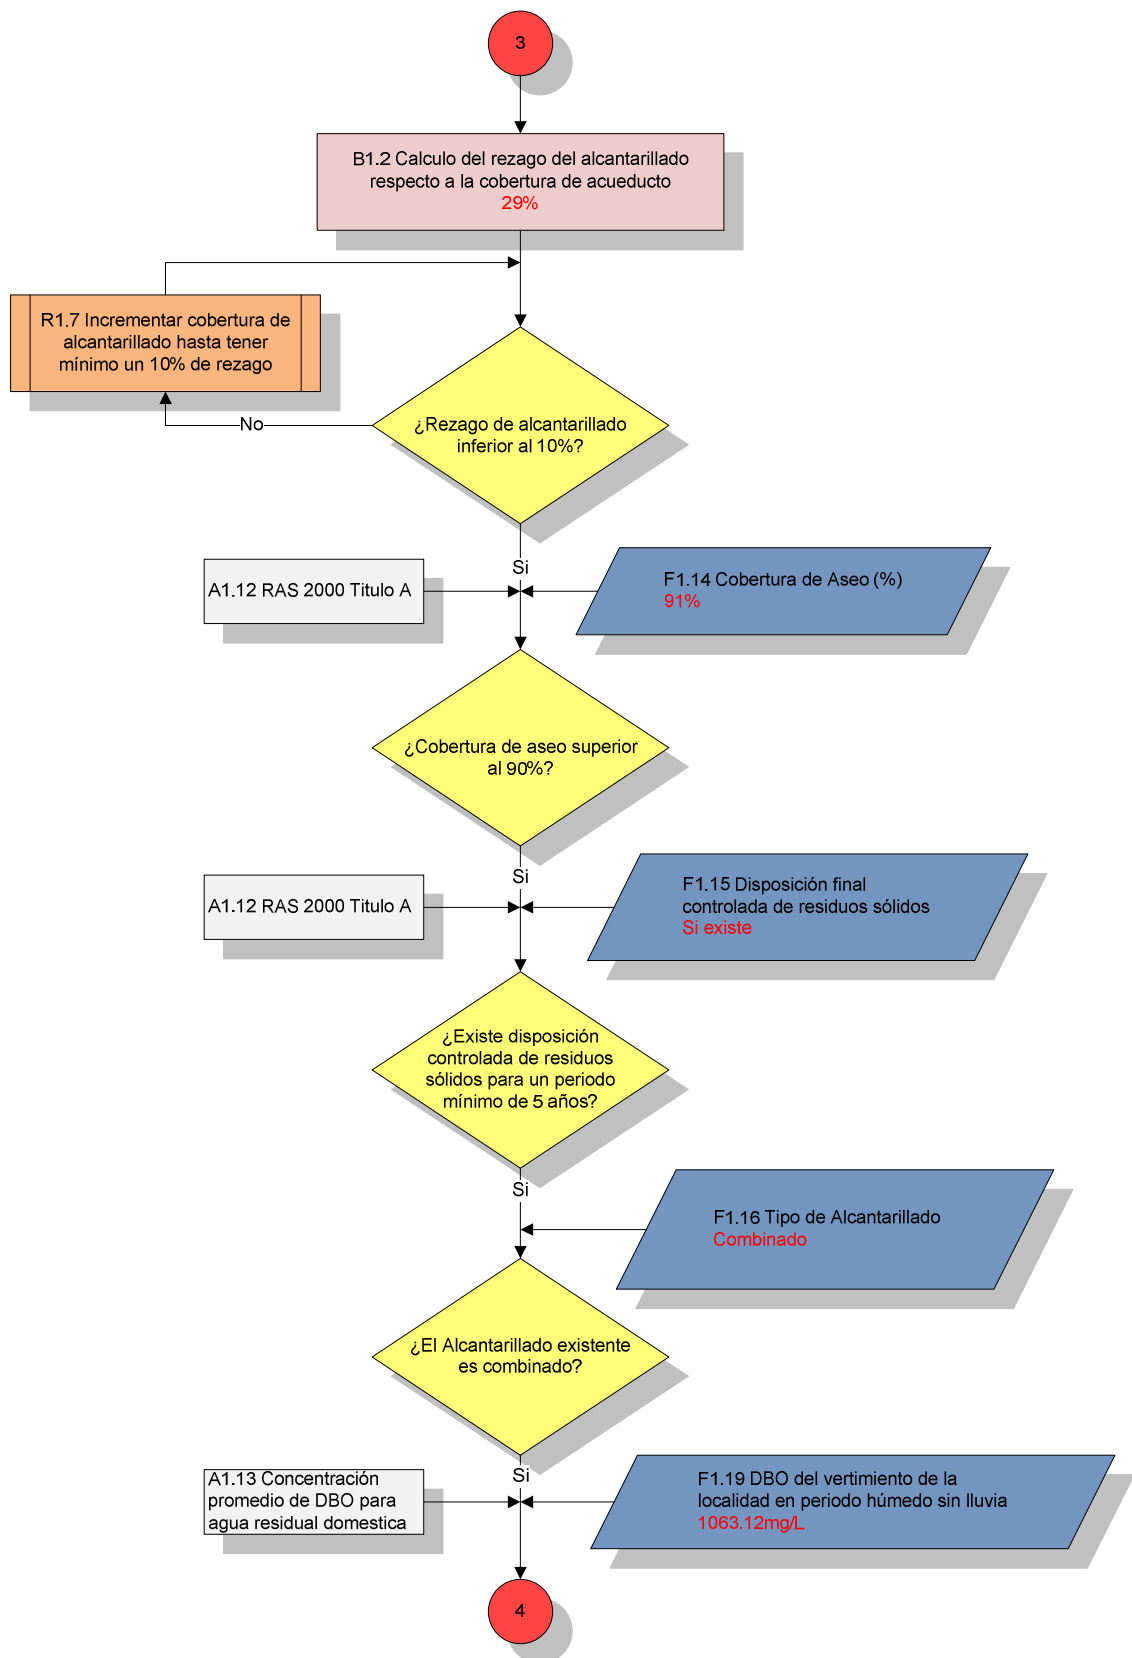 3
B1.2 Calculo del rezago del alcantarillado
respecto a la cobertura de acueducto
29%
R1.7 Incrementar cobertura de
alcantarillado hasta tener
mínimo un 10% de rezago
No
¿Rezago de alcantarillado
inferior al 10%?
Si
A1.12 RAS 2000 Titulo A
F1.14 Cobertura de Aseo (%)
91%
¿Cobertura de aseo superior
al 90%?
Si
A1.12 RAS 2000 Titulo A
F1.15 Disposición final
controlada de residuos sólidos
Si existe
¿Existe disposición
controlada de residuos
sólidos para un periodo
mínimo de 5 años?
Si
F1.16 Tipo de Alcantarillado
Combinado
¿El Alcantarillado existente
es combinado?
Si
A1.13 Concentración
promedio de DBO para
agua residual domestica
F1.19 DBO del vertimiento de la
localidad en periodo húmedo sin lluvia
1063.12mg/L
4